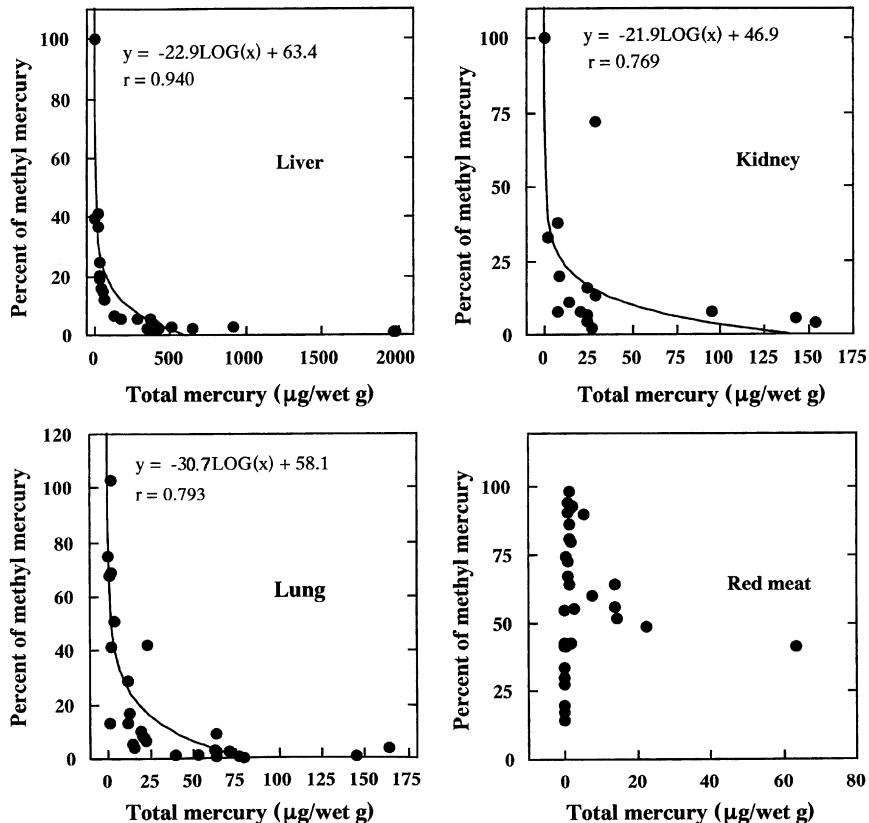 Percent of methyl mercury
100
80
60
40
20
0
y = -22.9LOG(x) + 63.4
r = 0.940
Liver
0 500 1000 1500 2000
Total mercury (μg/wet g)
Percent of methyl mercury
100
75
50
25
0
y = -21.9LOG(x) + 46.9
r = 0.769
Kidney
0 25 50 75 100 125 150 175
Total mercury (μg/wet g)
Percent of methyl mercury
120
100
80
60
40
20
0
y = -30.7LOG(x) + 58.1
r = 0.793
Lung
0 25 50 75 100 125 150 175
Total mercury (μg/wet g)
Percent of methyl mercury
100
75
50
25
0
Red meat
0 20 40 60 80
Total mercury (μg/wet g)